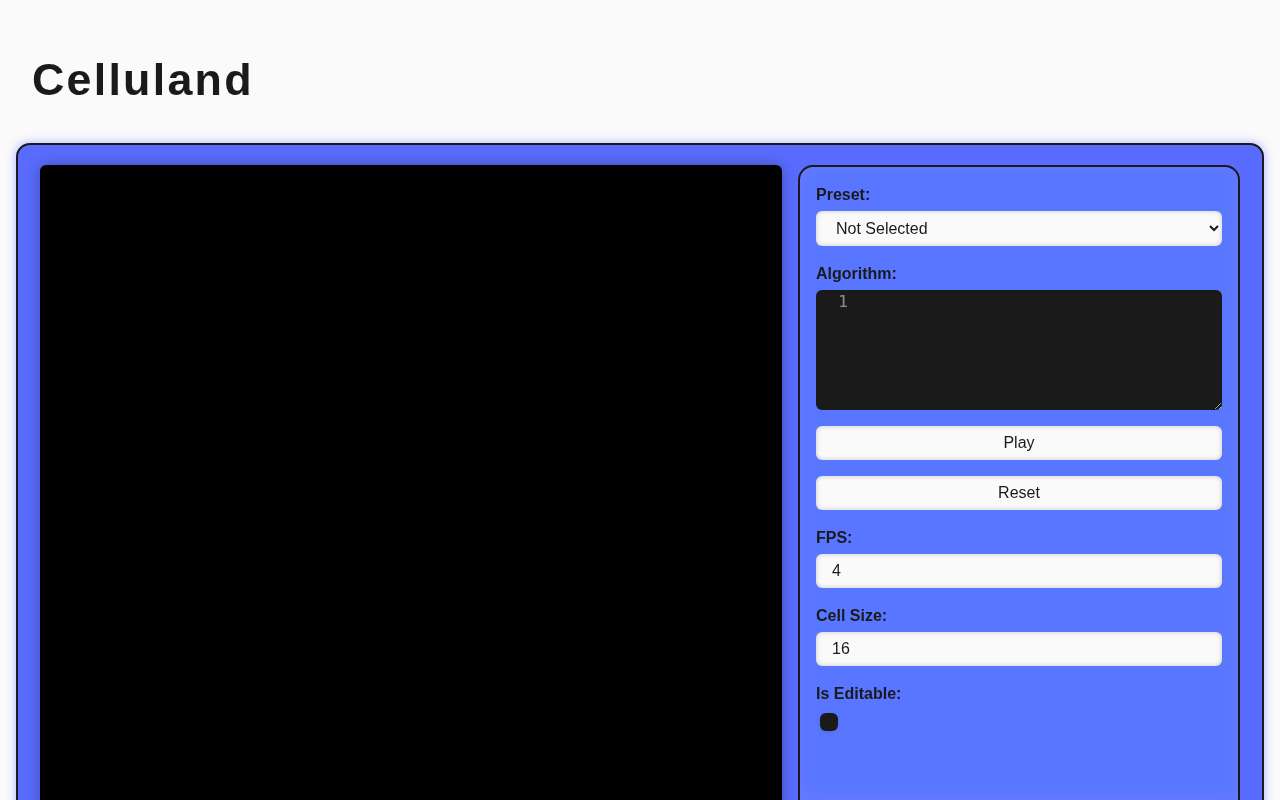 Celluland
Preset:
Not Selected
Algorithm:
1
Play
Reset
FPS:
4
Cell Size:
16
Is Editable: